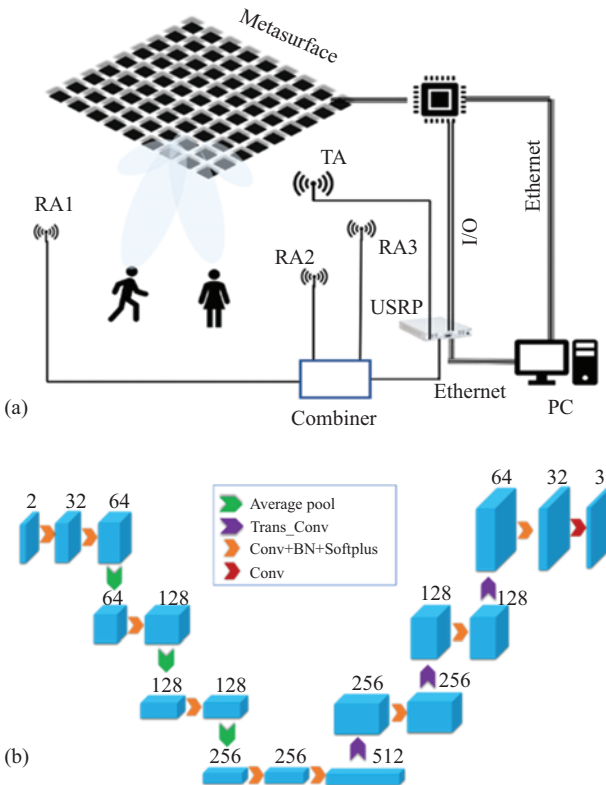 Metasurface
TA
RA1
RA2
RA3
I/O
Ethernet
USRP
Combiner
Ethernet
PC
(a)
2 32 64
64 128
128 128
256 256 512
256 256
128 128
64 32 3
Average pool
Trans_Conv
Conv+BN+Softplus
Conv
(b)